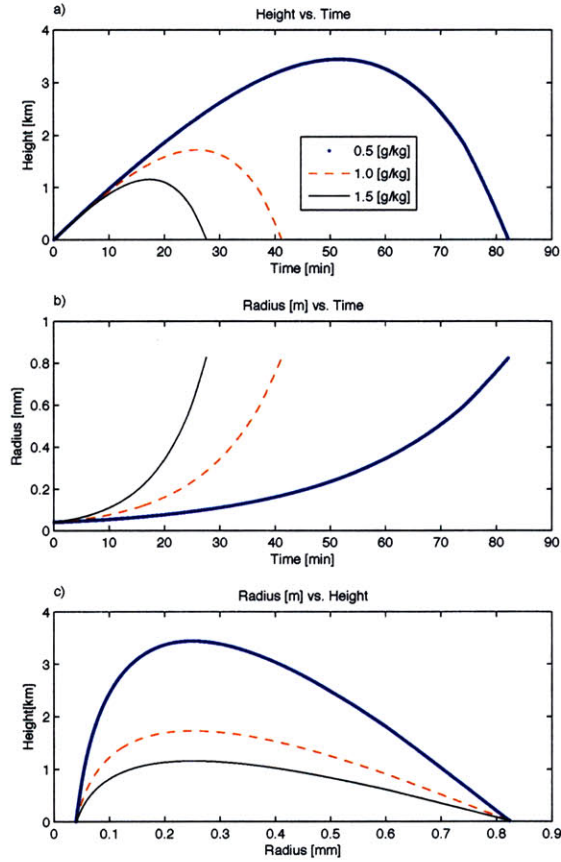 a)
Height vs. Time
Height [km]
4
3
2
1
0
0.5 [g/kg]
1.0 [g/kg]
1.5 [g/kg]
0 10 20 30 40 50 60 70 80 90
Time [min]
b)
Radius [m] vs. Time
Radius [mm]
1
0.8
0.6
0.4
0.2
0
0 10 20 30 40 50 60 70 80 90
Time [min]
c)
Radius [m] vs. Height
Height[km]
4
3
2
1
0
0 0.1 0.2 0.3 0.4 0.5 0.6 0.7 0.8 0.9
Radius [mm]